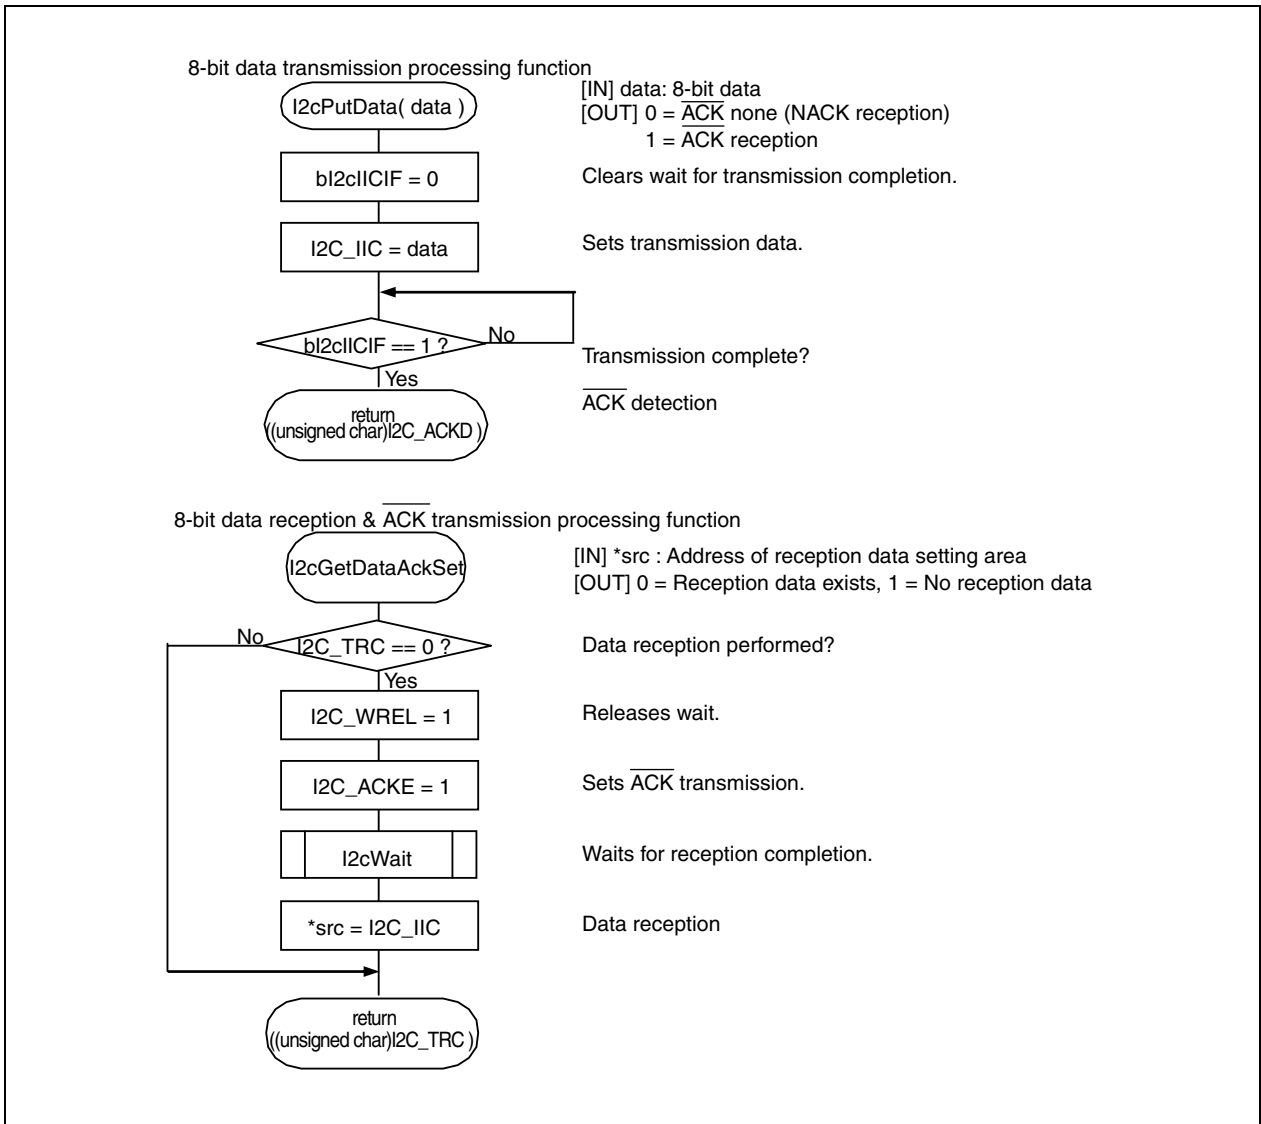 8-bit data transmission processing function
I2cPutData( data )
[IN] data: 8-bit data
[OUT] 0 = A̅C̅K̅ none (NACK reception)
1 = A̅C̅K̅ reception
bI2cIICIF = 0
Clears wait for transmission completion.
I2C_IIC = data
Sets transmission data.
bI2cIICIF == 1 ?
No
Transmission complete?
Yes
return
((unsigned char)I2C_ACKD )
A̅C̅K̅ detection
8-bit data reception & A̅C̅K̅ transmission processing function
I2cGetDataAckSet
[IN] *src : Address of reception data setting area
[OUT] 0 = Reception data exists, 1 = No reception data
No
I2C_TRC == 0 ?
Data reception performed?
Yes
I2C_WREL = 1
Releases wait.
I2C_ACKE = 1
Sets A̅C̅K̅ transmission.
I2cWait
Waits for reception completion.
*src = I2C_IIC
Data reception
return
((unsigned char)I2C_TRC )